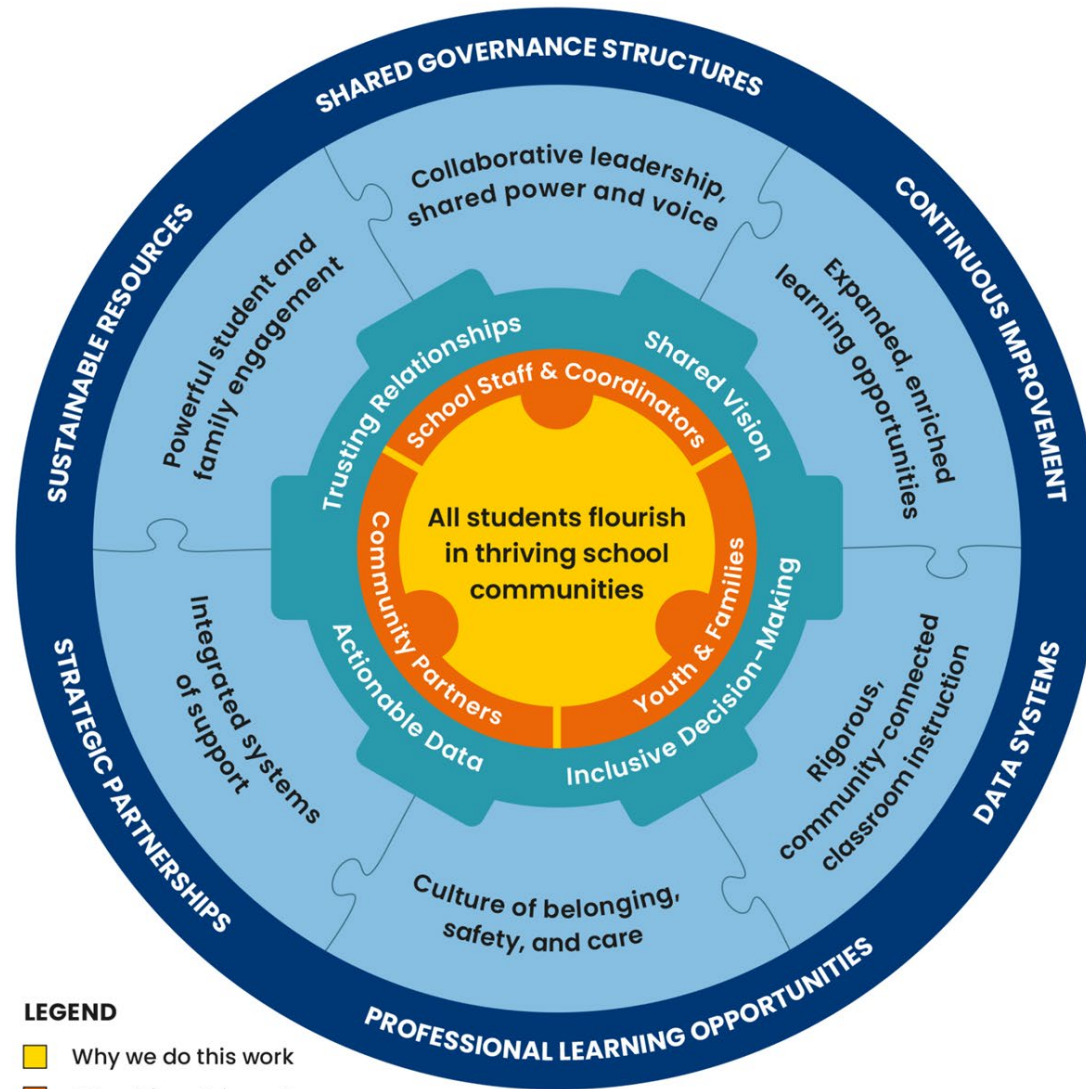 SHARED GOVERNANCE STRUCTURES
CONTINUOUS IMPROVEMENT
DATA SYSTEMS
PROFESSIONAL LEARNING OPPORTUNITIES
STRATEGIC PARTNERSHIPS
SUSTAINABLE RESOURCES
Collaborative leadership,
shared power and voice
Expanded, enriched
learning opportunities
Rigorous,
community-connected
classroom instruction
Culture of belonging,
safety, and care
Integrated systems
of support
Powerful student and
family engagement
Trusting Relationships
Shared Vision
Inclusive Decision-Making
Actionable Data
School Staff & Coordinators
Youth & Families
Community Partners
All students flourish
in thriving school
communities
LEGEND
Why we do this work